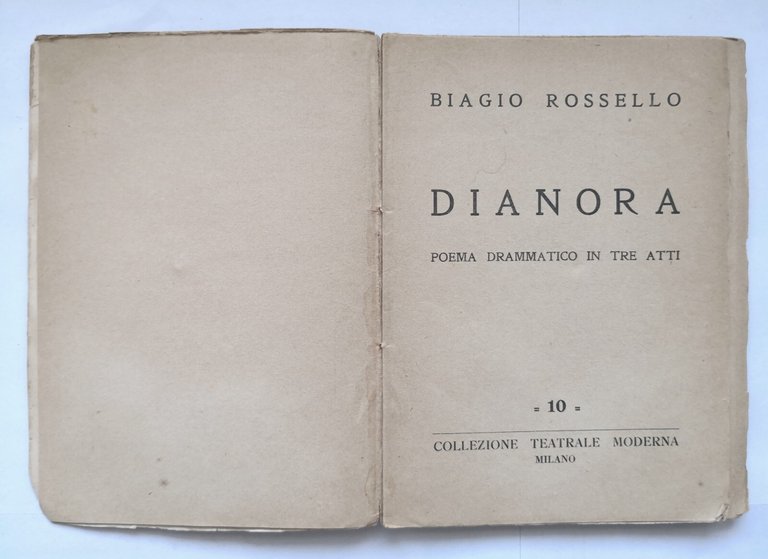 BIAGIO ROSSELLO
DIANORA
POEMA DRAMMATICO IN TRE ATTI
= 10 =
COLLEZIONE TEATRALE MODERNA
MILANO